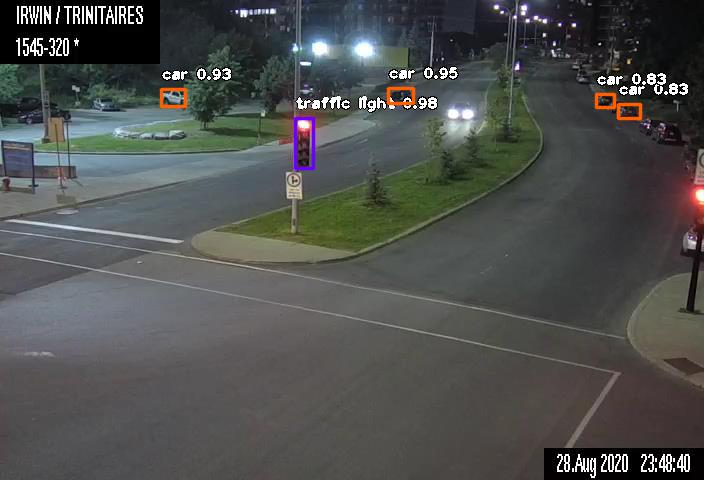 IRWIN / TRINITAIRES
1545-320 *
car 0.93
car 0.95
car 0.83
car 0.83
traffic light 0.98
28.Aug 2020 23:48:40